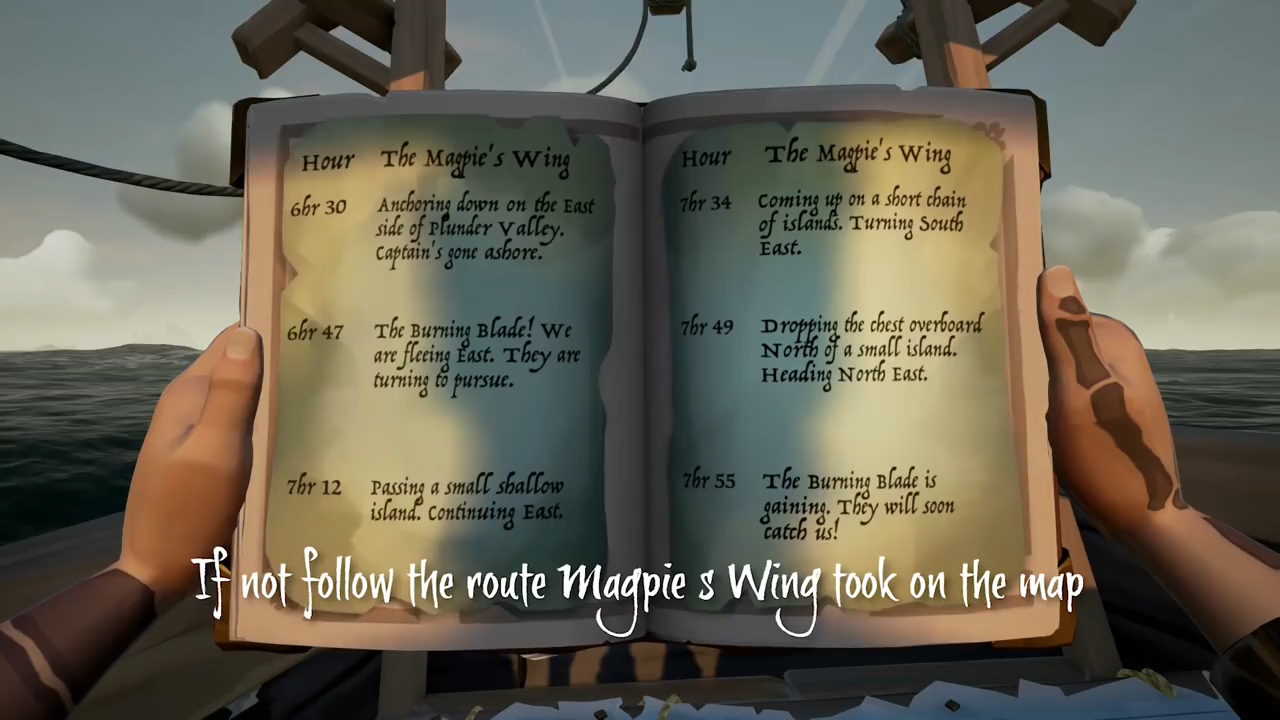 Hour The Magpie's Wing
6hr 30 Anchoring down on the East
side of Plunder Valley.
Captain's gone ashore.
6hr 47 The Burning Blade! We
are fleeing East. They are
turning to pursue.
7hr 12 Passing a small shallow
island. Continuing East.
Hour The Magpie's Wing
7hr 34 Coming up on a short chain
of islands. Turning South
East.
7hr 49 Dropping the chest overboard
North of a small island.
Heading North East.
7hr 55 The Burning Blade is
gaining. They will soon
catch us!
If not follow the route Magpie s Wing took on the map